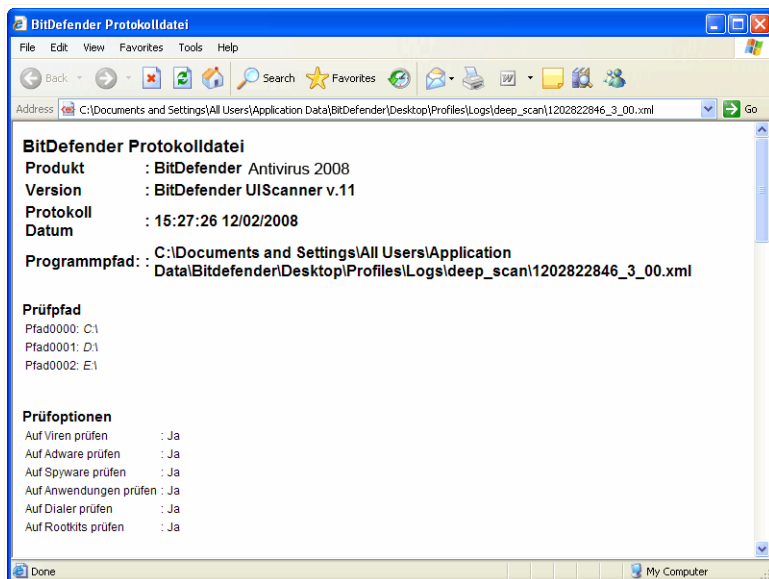 BitDefender Protokolldatei
File Edit View Favorites Tools Help
Back Search Favorites
Address C:\Documents and Settings\All Users\Application Data\BitDefender\Desktop\Profiles\Logs\deep_scan\1202822846_3_00.xml Go
BitDefender Protokolldatei
Produkt : BitDefender Antivirus 2008
Version : BitDefender UIScanner v.11
Protokoll
Datum : 15:27:26 12/02/2008
Programmpfad: : C:\Documents and Settings\All Users\Application
Data\Bitdefender\Desktop\Profiles\Logs\deep_scan\1202822846_3_00.xml
Prüfpfad
Pfad0000: C:\
Pfad0001: D:\
Pfad0002: E:\
Prüfoptionen
Auf Viren prüfen : Ja
Auf Adware prüfen : Ja
Auf Spyware prüfen : Ja
Auf Anwendungen prüfen : Ja
Auf Dialer prüfen : Ja
Auf Rootkits prüfen : Ja
Done My Computer